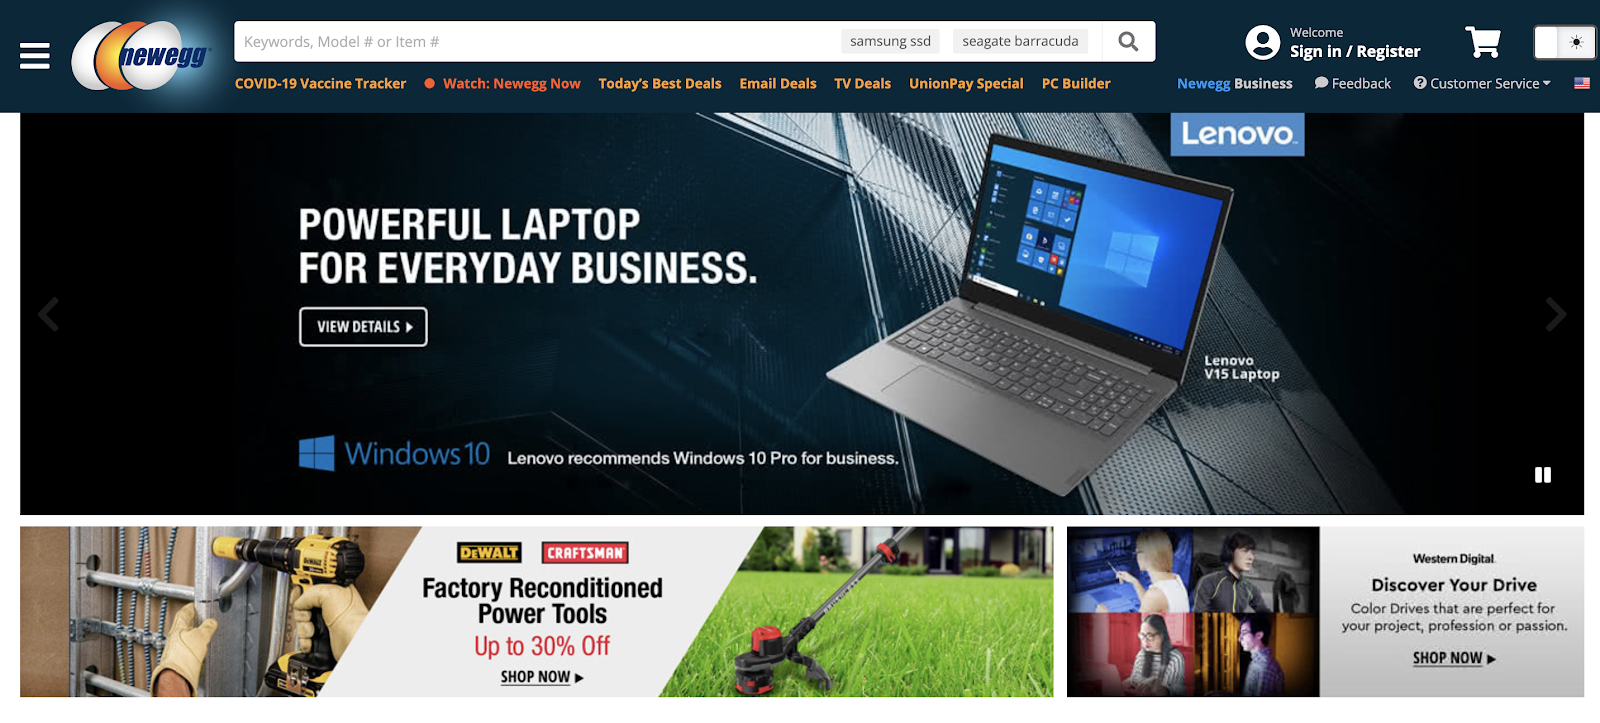 newegg
Keywords, Model # or Item #
samsung ssd
seagate barracuda
Welcome
Sign in / Register
COVID-19 Vaccine Tracker
Watch: Newegg Now
Today's Best Deals
Email Deals
TV Deals
UnionPay Special
PC Builder
Newegg Business
Feedback
Customer Service
Lenovo
POWERFUL LAPTOP
FOR EVERYDAY BUSINESS.
VIEW DETAILS
Lenovo
V15 Laptop
Windows 10
Lenovo recommends Windows 10 Pro for business.
DEWALT
DEWALT
CRAFTSMAN
Factory Reconditioned
Power Tools
Up to 30% Off
SHOP NOW
Western Digital.
Discover Your Drive
Color Drives that are perfect for
your project, profession or passion.
SHOP NOW